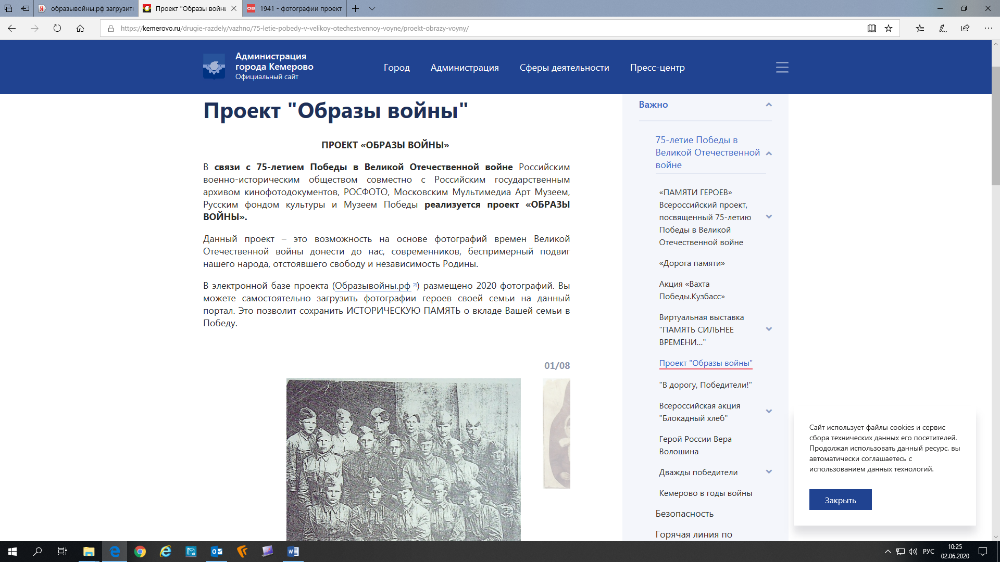 образывойны.рф загрузить
Проект "Образы войны
1941 - фотографии проект
https://kemerovo.ru/drugie-razdely/vazhno/75-letie-pobedy-v-velikoy-otechestvennoy-voyne/proekt-obrazy-voyny/
Администрация
города Кемерово
Официальный сайт
Город
Администрация
Сферы деятельности
Пресс-центр
Проект "Образы войны"
ПРОЕКТ «ОБРАЗЫ ВОЙНЫ»
В связи с 75-летием Победы в Великой Отечественной войне Российским
военно-историческим обществом совместно с Российским государственным
архивом кинофотодокументов, РОСФОТО, Московским Мультимедиа Арт Музеем,
Русским фондом культуры и Музеем Победы реализуется проект «ОБРАЗЫ
ВОЙНЫ».
Данный проект – это возможность на основе фотографий времен Великой
Отечественной войны донести до нас, современников, беспримерный подвиг
нашего народа, отстоявшего свободу и независимость Родины.
В электронной базе проекта (Образывойны.рф) размещено 2020 фотографий. Вы
можете самостоятельно загрузить фотографии героев своей семьи на данный
портал. Это позволит сохранить ИСТОРИЧЕСКУЮ ПАМЯТЬ о вкладе Вашей семьи в
Победу.
01/08
Важно
75-летие Победы в
Великой Отечественной
войне
«ПАМЯТИ ГЕРОЕВ»
Всероссийский проект,
посвященный 75-летию
Победы в Великой
Отечественной войне
«Дорога памяти»
Акция «Вахта
Победы.Кузбасс»
Виртуальная выставка
"ПАМЯТЬ СИЛЬНЕЕ
ВРЕМЕНИ..."
Проект "Образы войны"
"В дорогу, Победители!"
Всероссийская акция
"Блокадный хлеб"
Герой России Вера
Волошина
Дважды победители
Кемерово в годы войны
Безопасность
Горячая линия по
Сайт использует файлы cookies и сервис
сбора технических данных его посетителей.
Продолжая использовать данный ресурс, вы
автоматически соглашаетесь с
использованием данных технологий.
Закрыть
РУС
10:25
02.06.2020